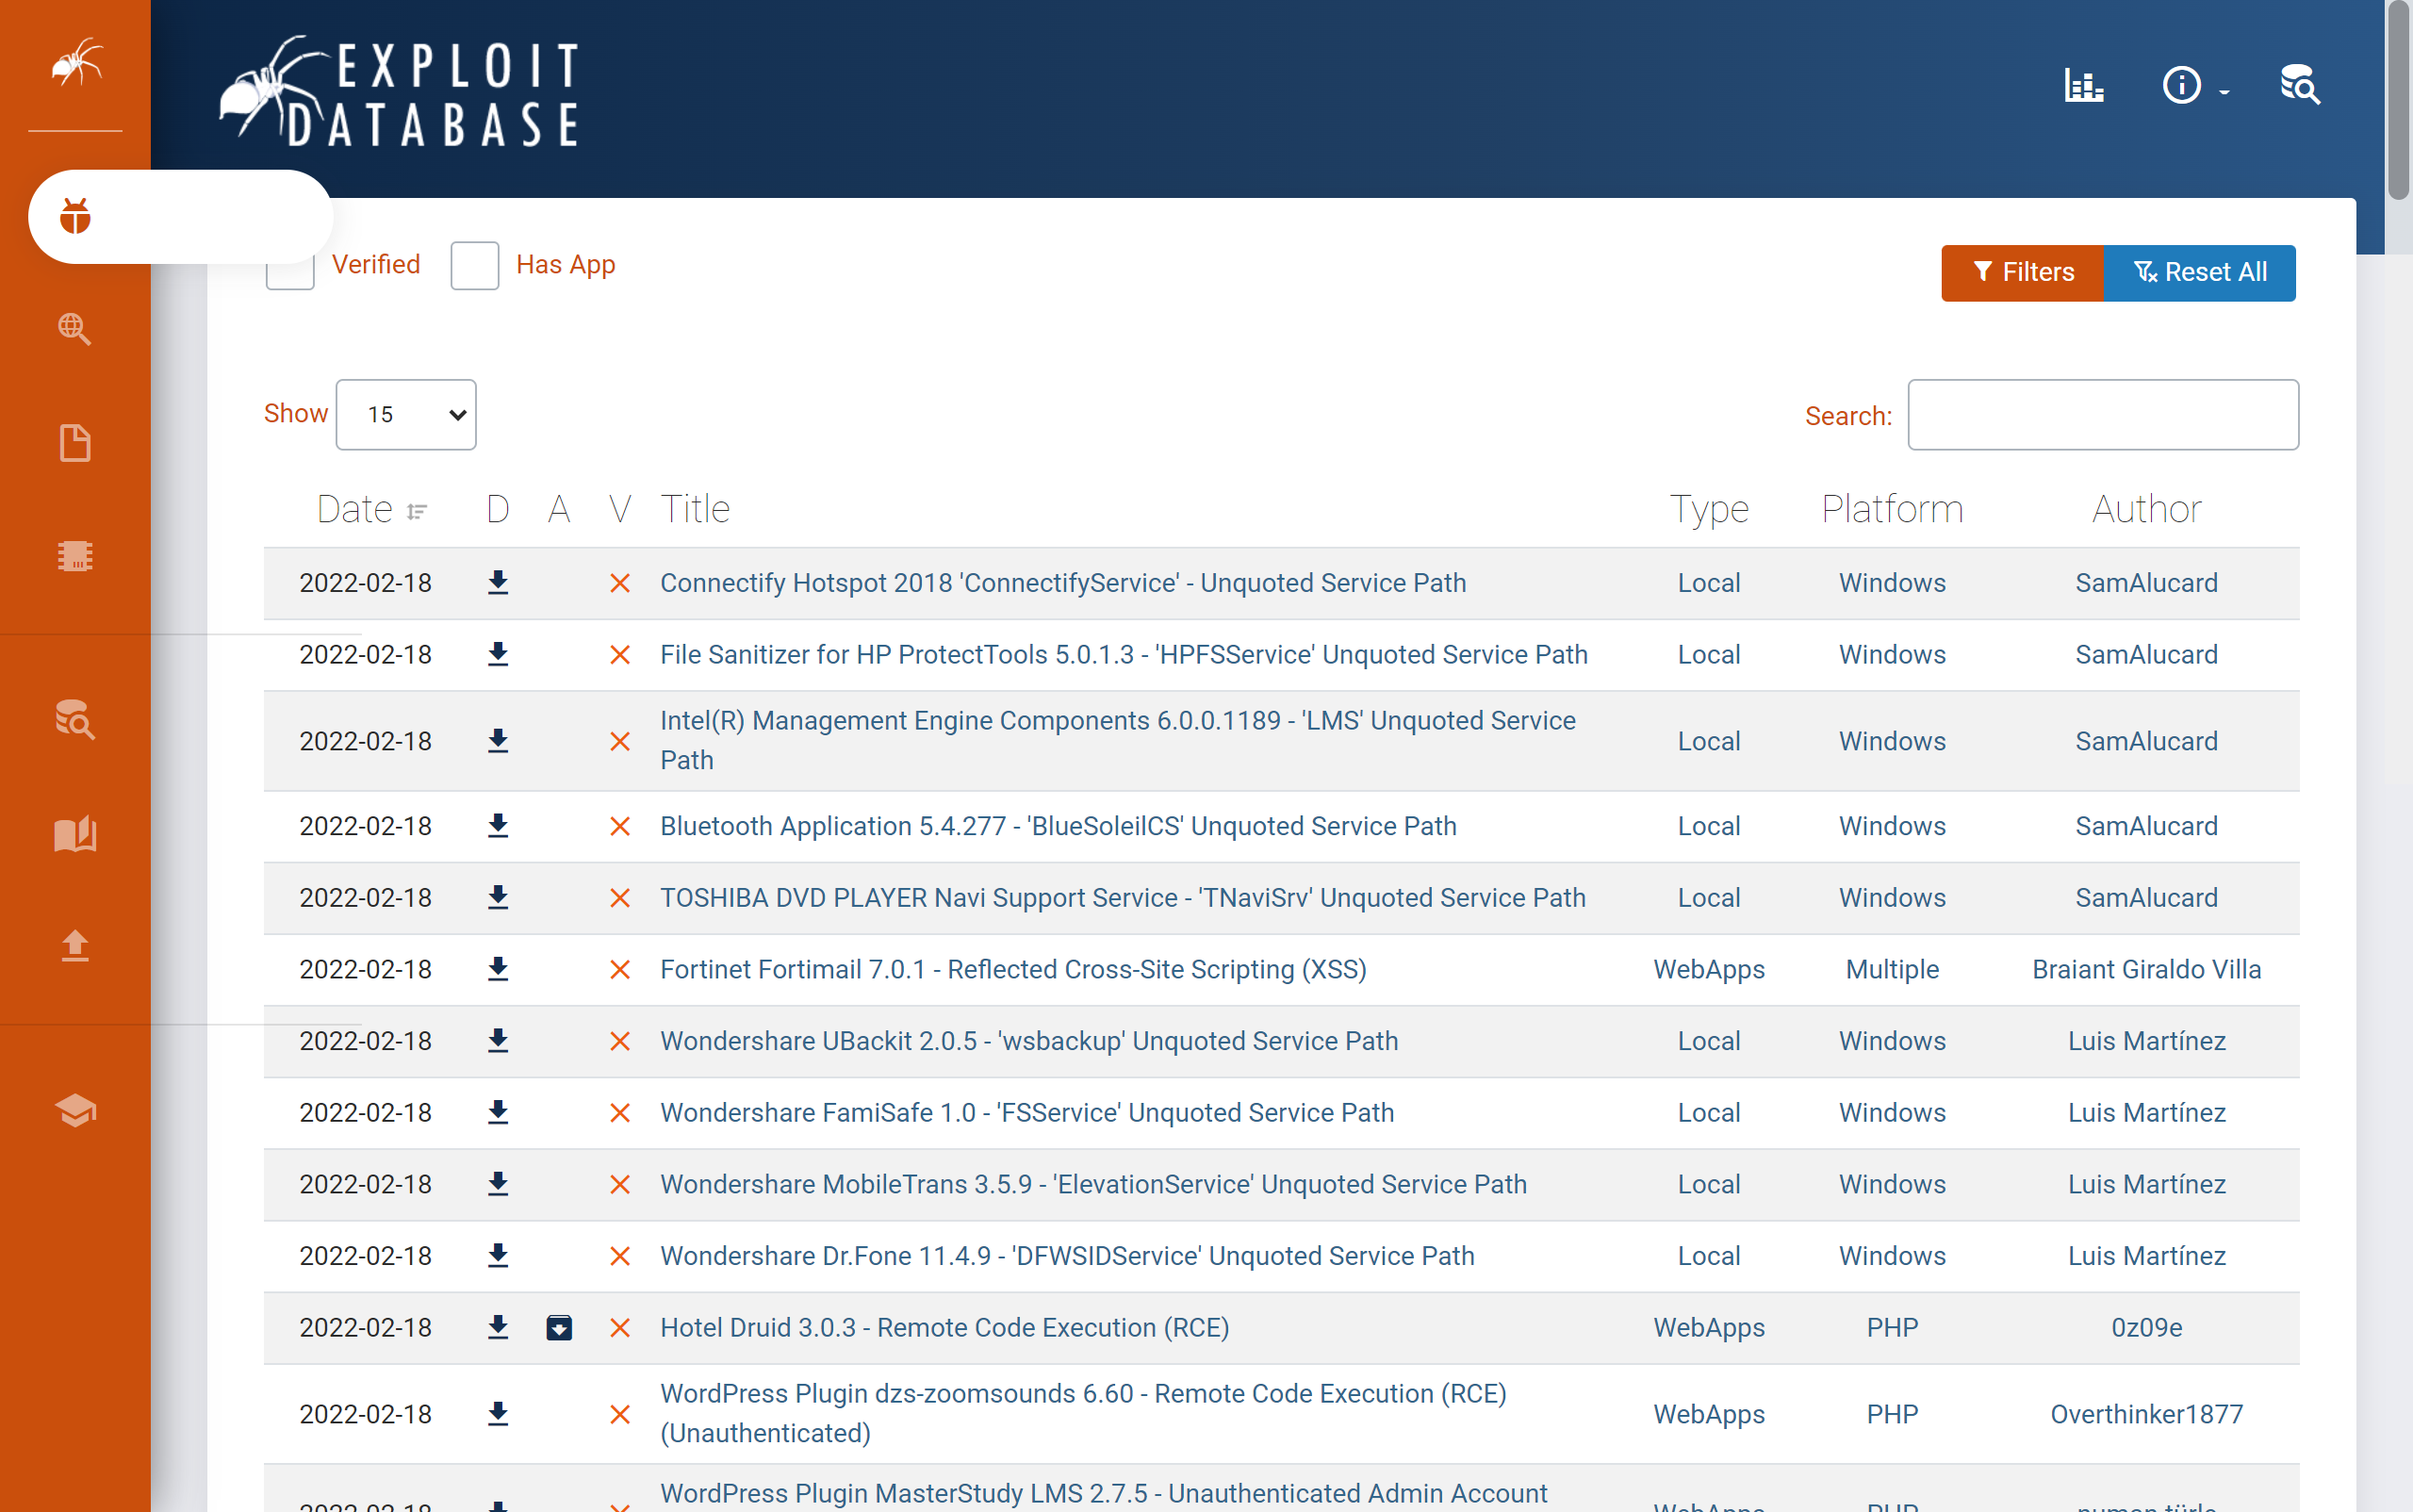 EXPLOIT
DATABASE
Verified Has App Filters Reset All
Show 15 Search:
Date D A V Title Type Platform Author
2022-02-18 Connectify Hotspot 2018 'ConnectifyService' - Unquoted Service Path Local Windows SamAlucard
2022-02-18 File Sanitizer for HP ProtectTools 5.0.1.3 - 'HPFSService' Unquoted Service Path Local Windows SamAlucard
2022-02-18 Intel(R) Management Engine Components 6.0.0.1189 - 'LMS' Unquoted Service
Path Local Windows SamAlucard
2022-02-18 Bluetooth Application 5.4.277 - 'BlueSoleilCS' Unquoted Service Path Local Windows SamAlucard
2022-02-18 TOSHIBA DVD PLAYER Navi Support Service - 'TNaviSrv' Unquoted Service Path Local Windows SamAlucard
2022-02-18 Fortinet Fortimail 7.0.1 - Reflected Cross-Site Scripting (XSS) WebApps Multiple Braiant Giraldo Villa
2022-02-18 Wondershare UBackit 2.0.5 - 'wsbackup' Unquoted Service Path Local Windows Luis Martínez
2022-02-18 Wondershare FamiSafe 1.0 - 'FSService' Unquoted Service Path Local Windows Luis Martínez
2022-02-18 Wondershare MobileTrans 3.5.9 - 'ElevationService' Unquoted Service Path Local Windows Luis Martínez
2022-02-18 Wondershare Dr.Fone 11.4.9 - 'DFWSIDService' Unquoted Service Path Local Windows Luis Martínez
2022-02-18 Hotel Druid 3.0.3 - Remote Code Execution (RCE) WebApps PHP 0z09e
2022-02-18 WordPress Plugin dzs-zoomsounds 6.60 - Remote Code Execution (RCE)
(Unauthenticated) WebApps PHP Overthinker1877
WordPress Plugin MasterStudy LMS 2.7.5 - Unauthenticated Admin Account